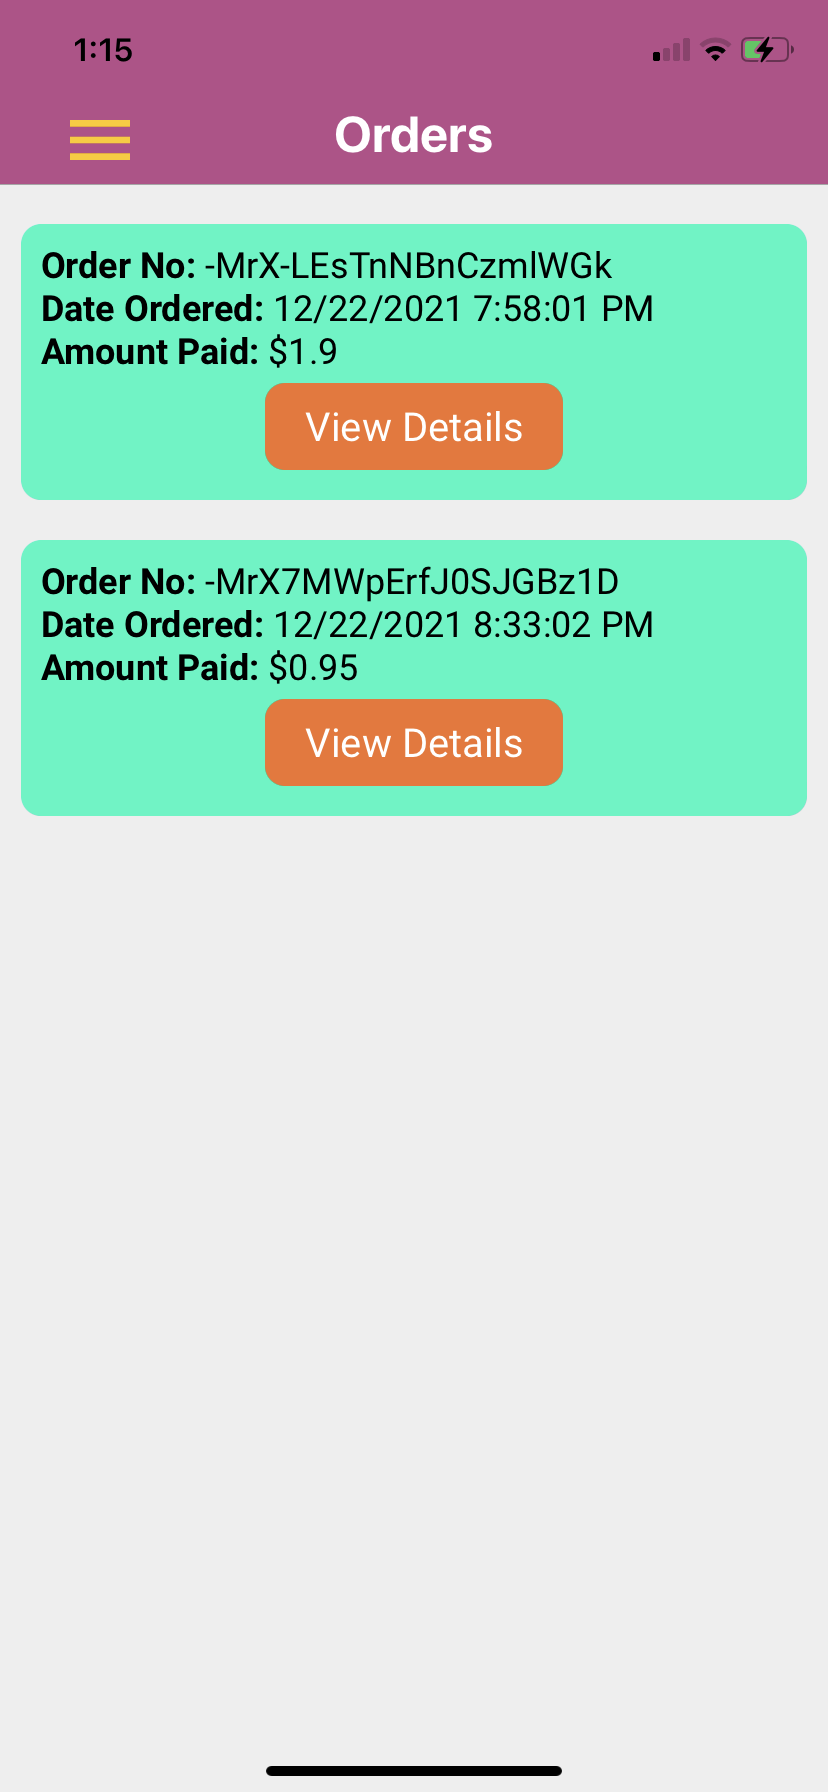 1:15
Orders
Order No: -MrX-LEsTnNBnCzmlWGk
Date Ordered: 12/22/2021 7:58:01 PM
Amount Paid: $1.9
View Details
Order No: -MrX7MWpErfJ0SJGBz1D
Date Ordered: 12/22/2021 8:33:02 PM
Amount Paid: $0.95
View Details